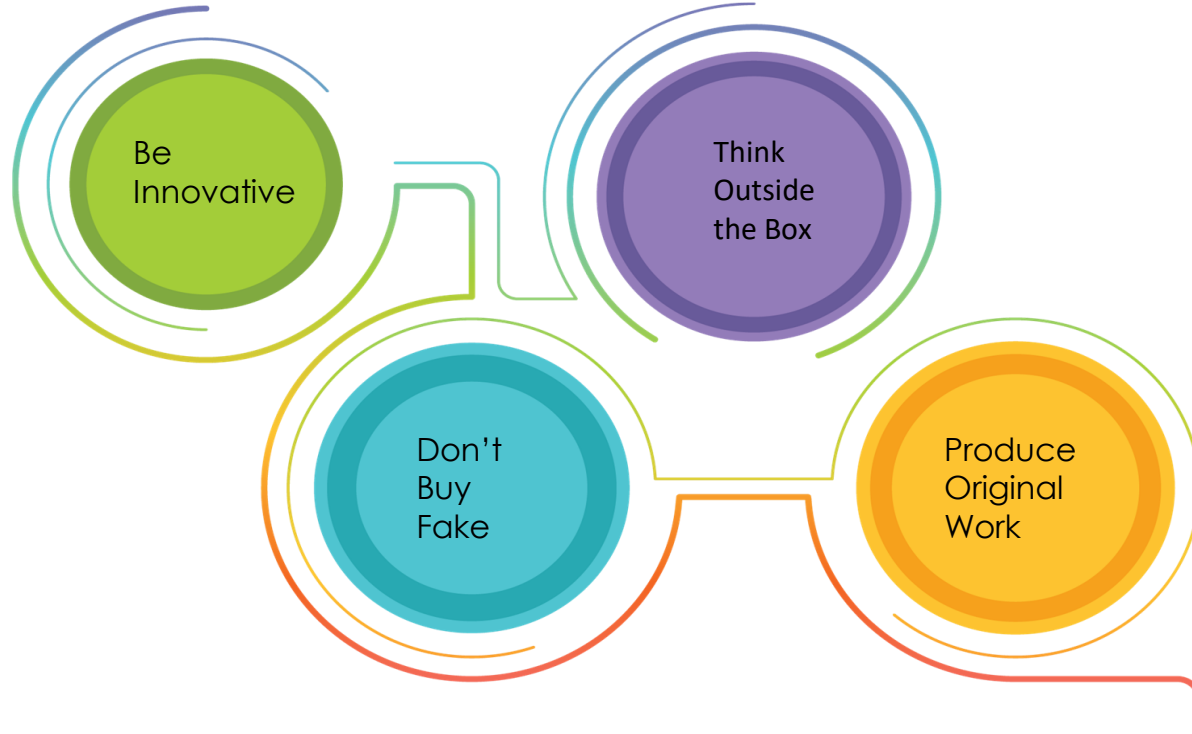 Be
Innovative
Think
Outside
the Box
Don’t
Buy
Fake
Produce
Original
Work